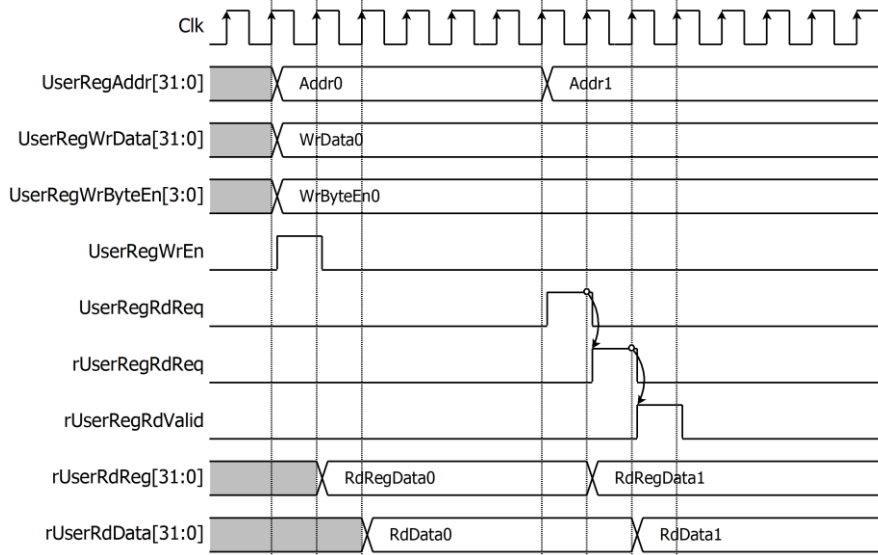 Clk
UserRegAddr[31:0] Addr0 Addr1
UserRegWrData[31:0] WrData0
UserRegWrByteEn[3:0] WrByteEn0
UserRegWrEn
UserRegRdReq
rUserRegRdReq
rUserRegRdValid
rUserRdReg[31:0] RdRegData0 RdRegData1
rUserRdData[31:0] RdData0 RdData1